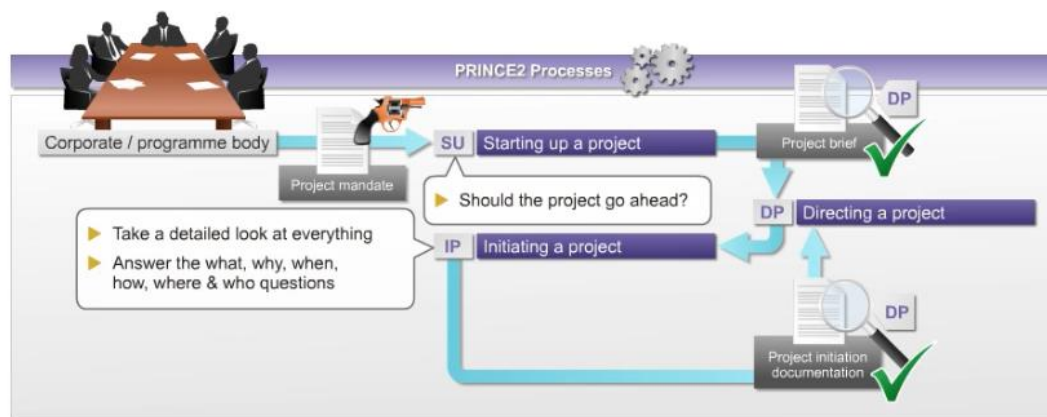 PRINCE2 Processes
DP
Corporate / programme body
SU
Starting up a project
Project brief
Project mandate
Should the project go ahead?
DP
Directing a project
Take a detailed look at everything
Answer the what, why, when,
how, where & who questions
IP
Initiating a project
DP
Project initiation
documentation